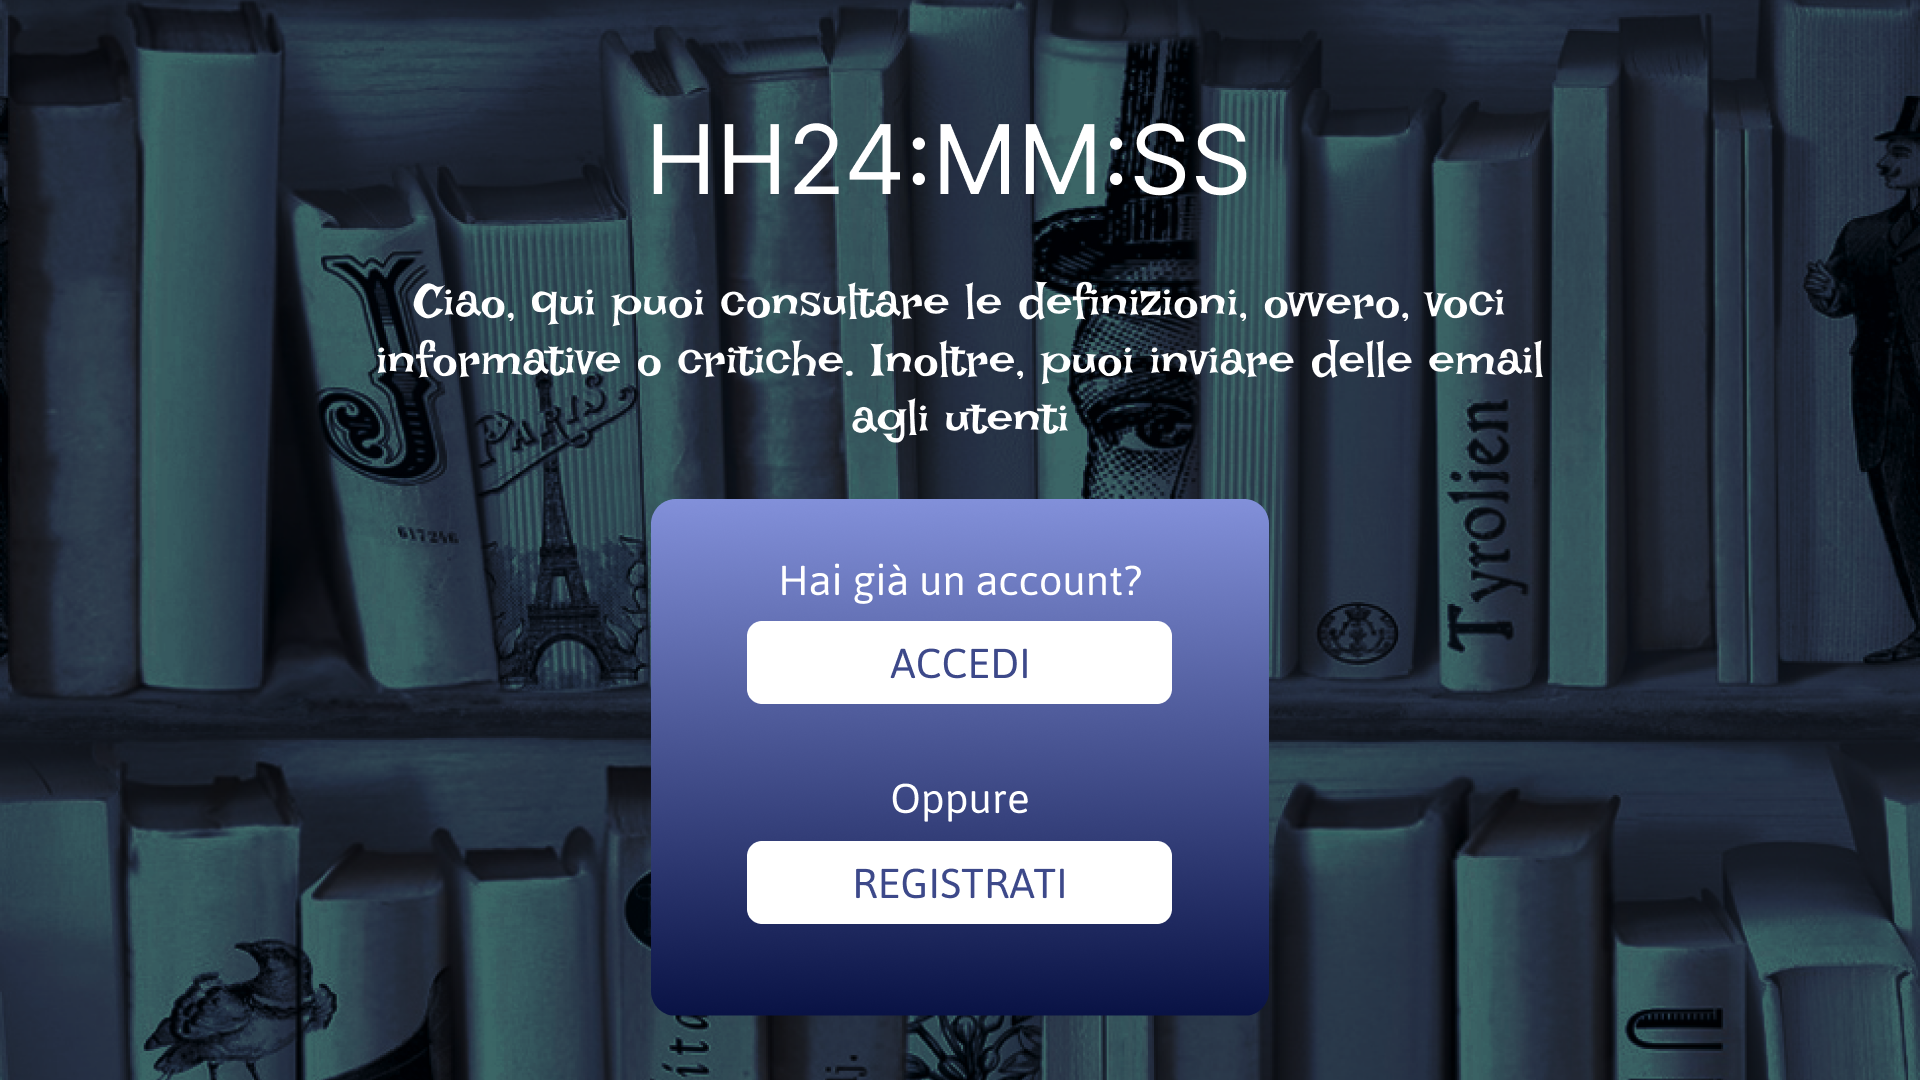 HH24:MM:SS
Ciao, qui puoi consultare le definizioni, ovvero, voci
informative o critiche. Inoltre, puoi inviare delle email
agli utenti
J
PARIS
617246
Tyrolien
Hai già un account?
ACCEDI
Oppure
REGISTRATI